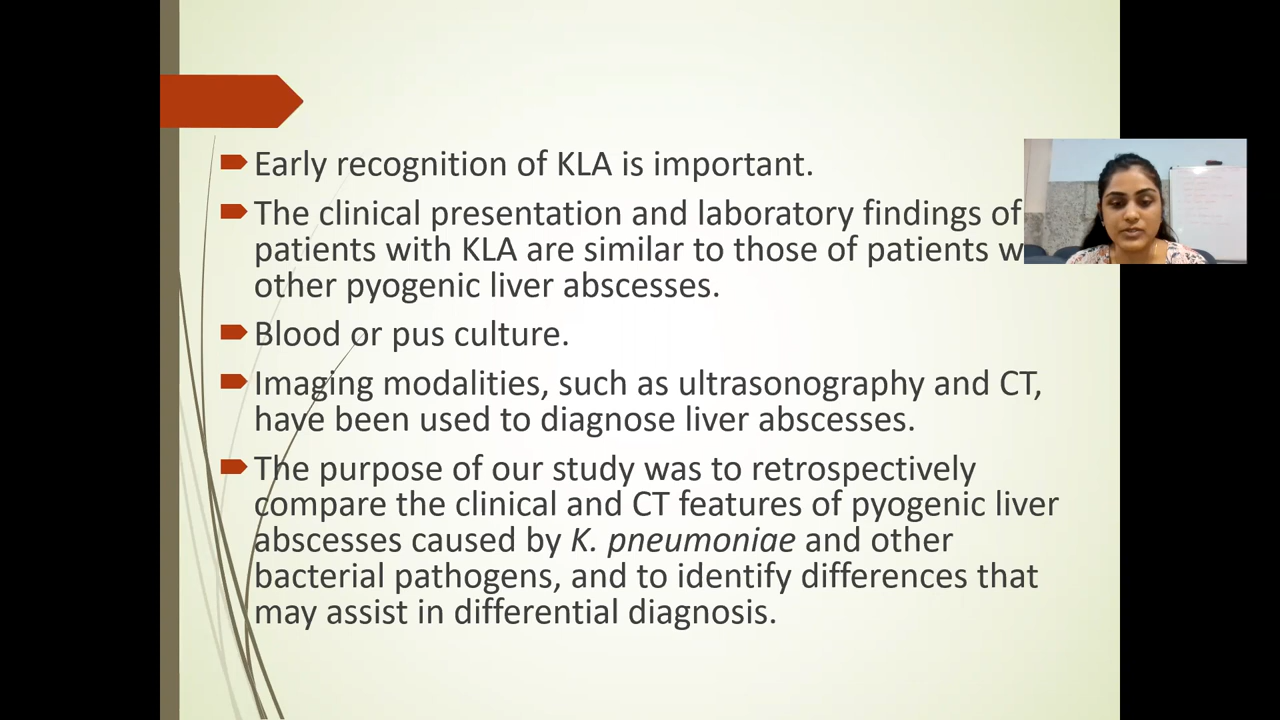 Early recognition of KLA is important.
The clinical presentation and laboratory findings of
patients with KLA are similar to those of patients w
other pyogenic liver abscesses.
Blood or pus culture.
Imaging modalities, such as ultrasonography and CT,
have been used to diagnose liver abscesses.
The purpose of our study was to retrospectively
compare the clinical and CT features of pyogenic liver
abscesses caused by K. pneumoniae and other
bacterial pathogens, and to identify differences that
may assist in differential diagnosis.